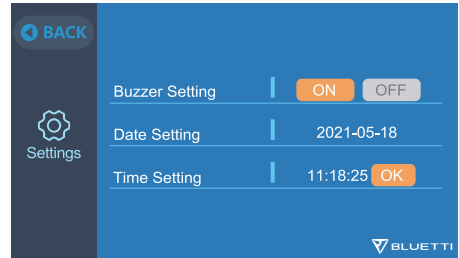 BACK
Settings
Buzzer Setting ON OFF
Date Setting 2021-05-18
Time Setting 11:18:25 OK
BLUETTI